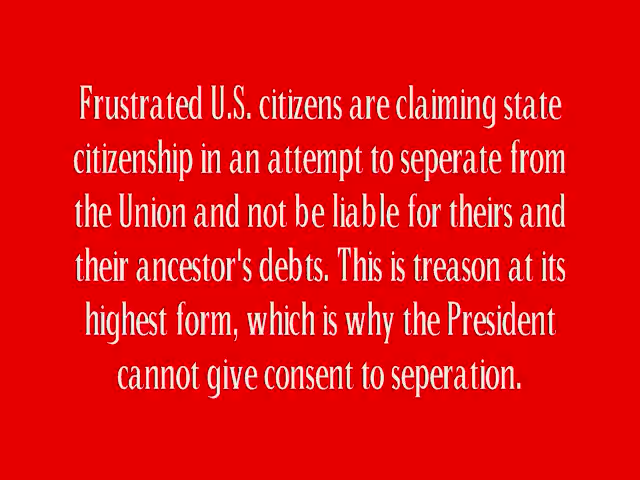 Frustrated U.S. citizens are claiming state
citizenship in an attempt to seperate from
the Union and not be liable for theirs and
their ancestor's debts. This is treason at its
highest form, which is why the President
cannot give consent to seperation.